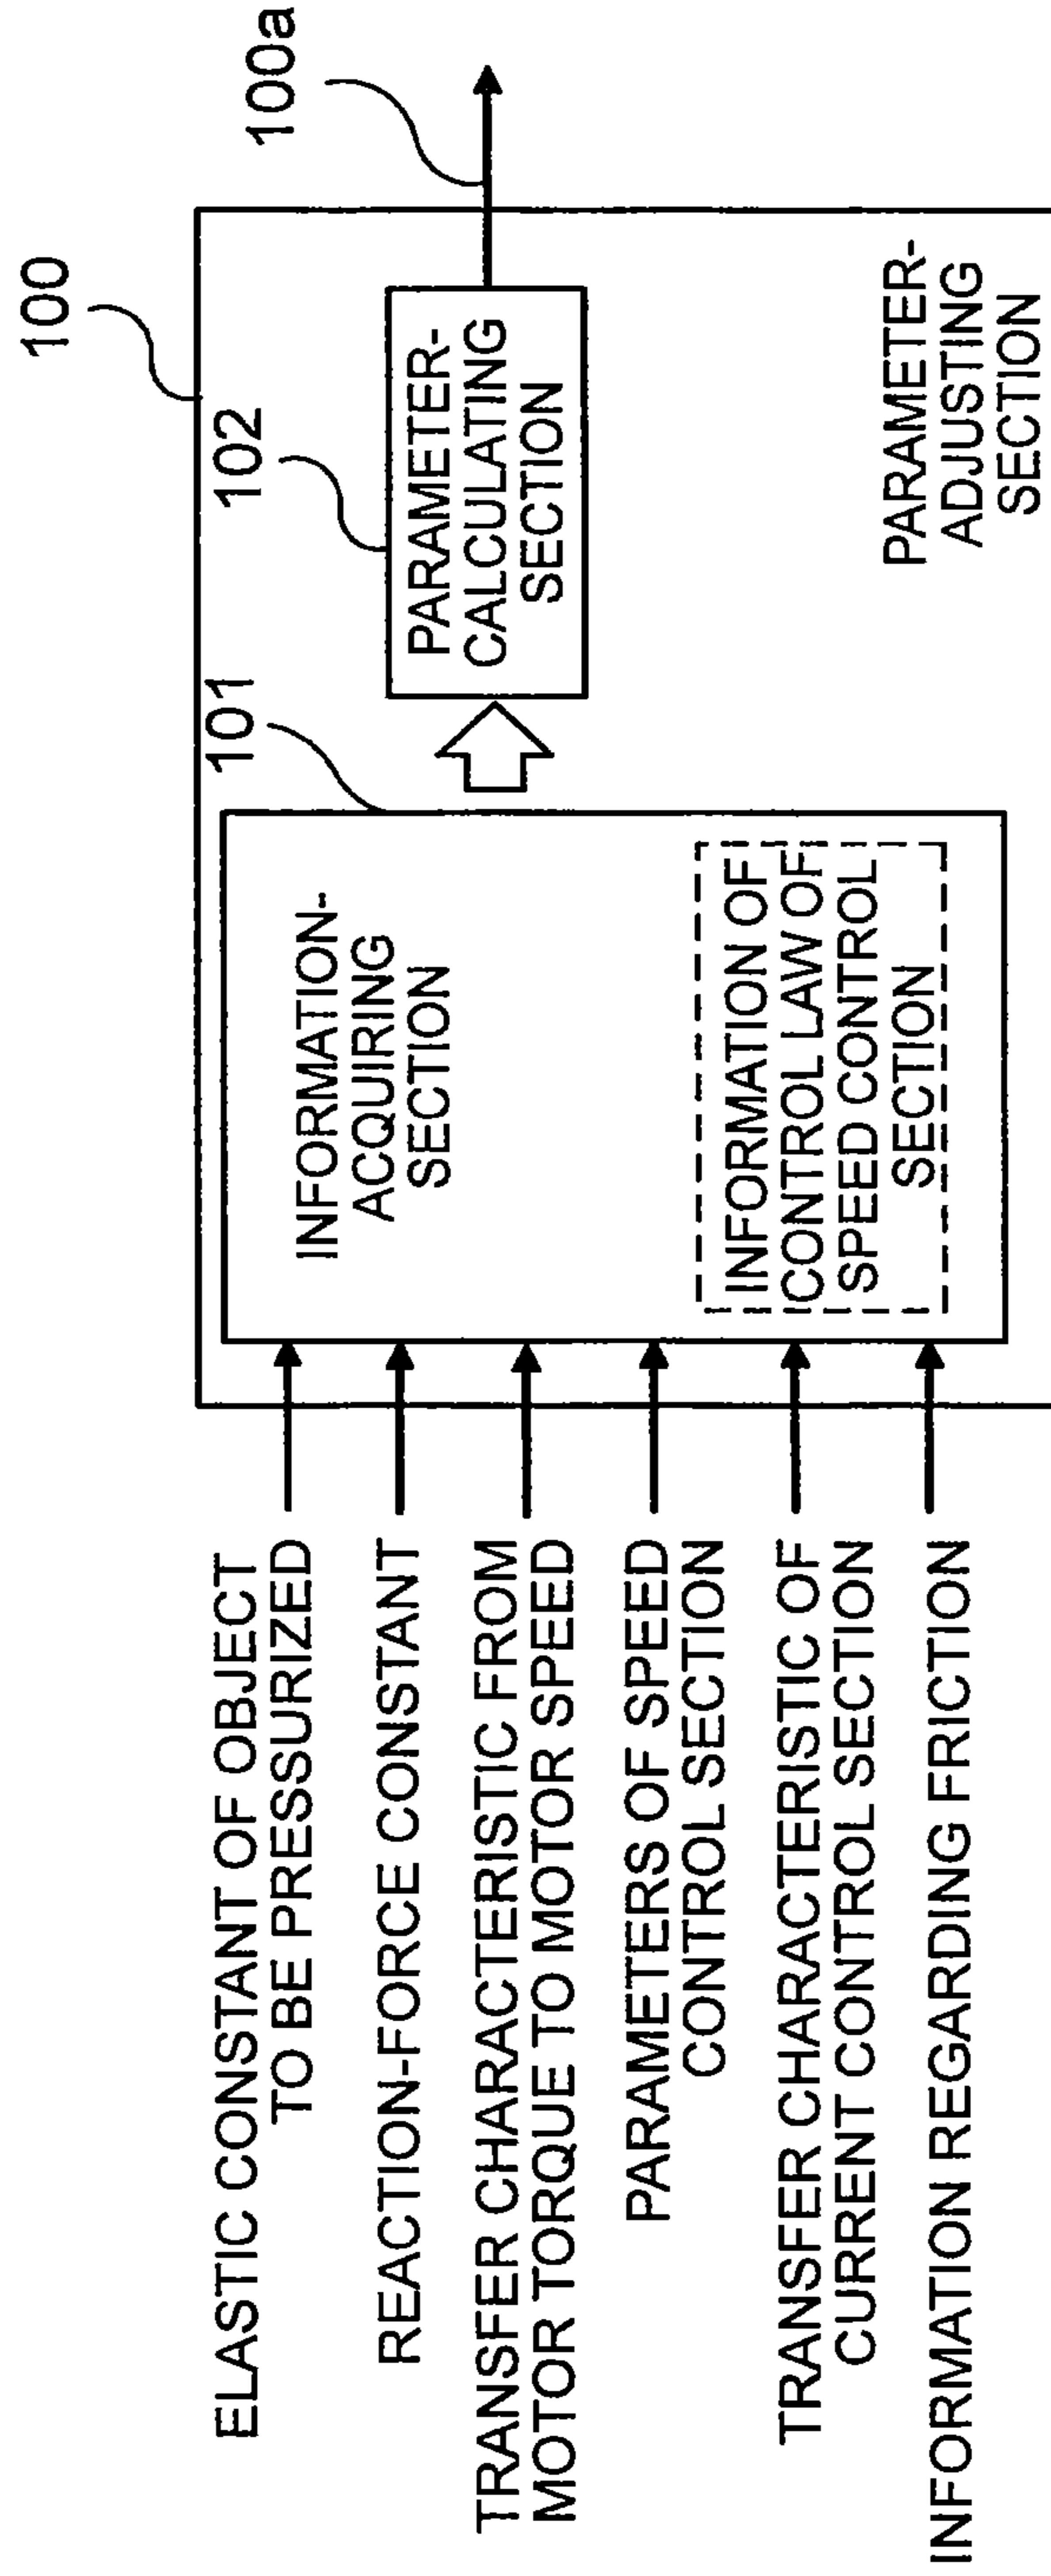 100
100a
102
101
PARAMETER-
CALCULATING
SECTION
INFORMATION-
ACQUIRING
SECTION
INFORMATION OF
CONTROL LAW OF
SPEED CONTROL
SECTION
PARAMETER-
ADJUSTING
SECTION
ELASTIC CONSTANT OF OBJECT
TO BE PRESSURIZED
REACTION-FORCE CONSTANT
TRANSFER CHARACTERISTIC FROM
MOTOR TORQUE TO MOTOR SPEED
PARAMETERS OF SPEED
CONTROL SECTION
TRANSFER CHARACTERISTIC OF
CURRENT CONTROL SECTION
INFORMATION REGARDING FRICTION